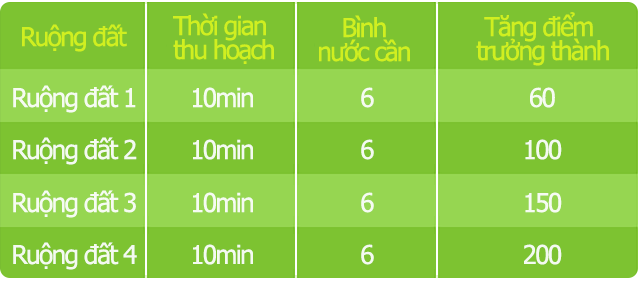 Ruộng đất Thời gian thu hoạch Bình nước cần Tăng điểm trưởng thành
Ruộng đất 1 10min 6 60
Ruộng đất 2 10min 6 100
Ruộng đất 3 10min 6 150
Ruộng đất 4 10min 6 200